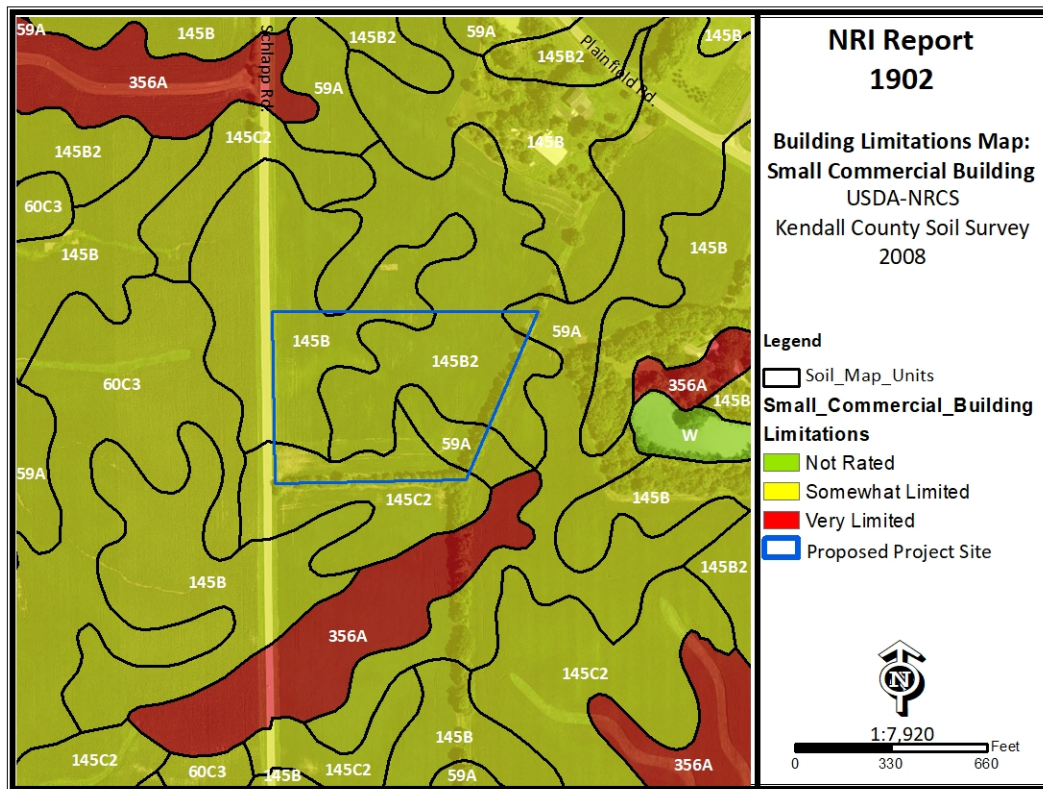 59A
145B
Schlapp Rd.
145B2
59A
145B
Plainfield Rd.
145B2
356A
59A
145C2
145B
145B2
60C3
145B
145B
145B
59A
145B2
60C3
356A
145B
W
59A
59A
145C2
145B
145B2
145B
356A
145C2
145B
145C2
60C3
145B
145C2
59A
356A
NRI Report
1902
Building Limitations Map:
Small Commercial Building
USDA-NRCS
Kendall County Soil Survey
2008
Legend
Soil_Map_Units
Small_Commercial_Building
Limitations
Not Rated
Somewhat Limited
Very Limited
Proposed Project Site
N
1:7,920
Feet
0 330 660